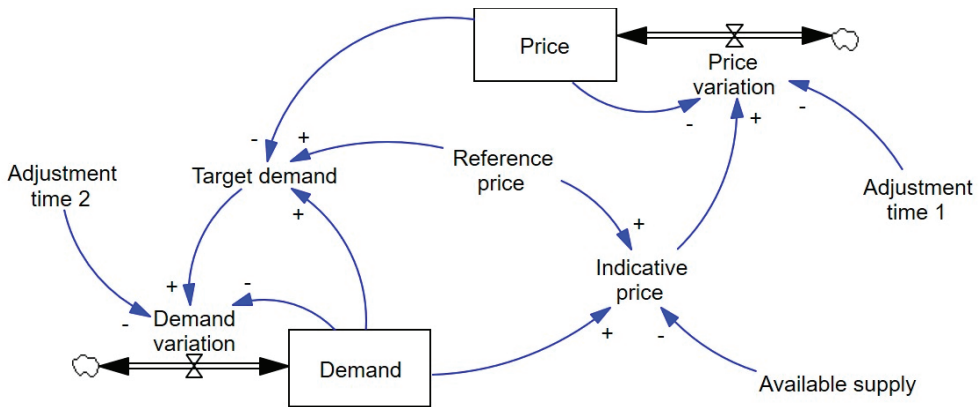 Price
Price
variation
-
-
+
-
-
+
Target demand
Reference
price
Adjustment
time 2
Adjustment
time 1
+
+
Indicative
price
+
-
-
Demand
variation
+
-
Demand
Available supply